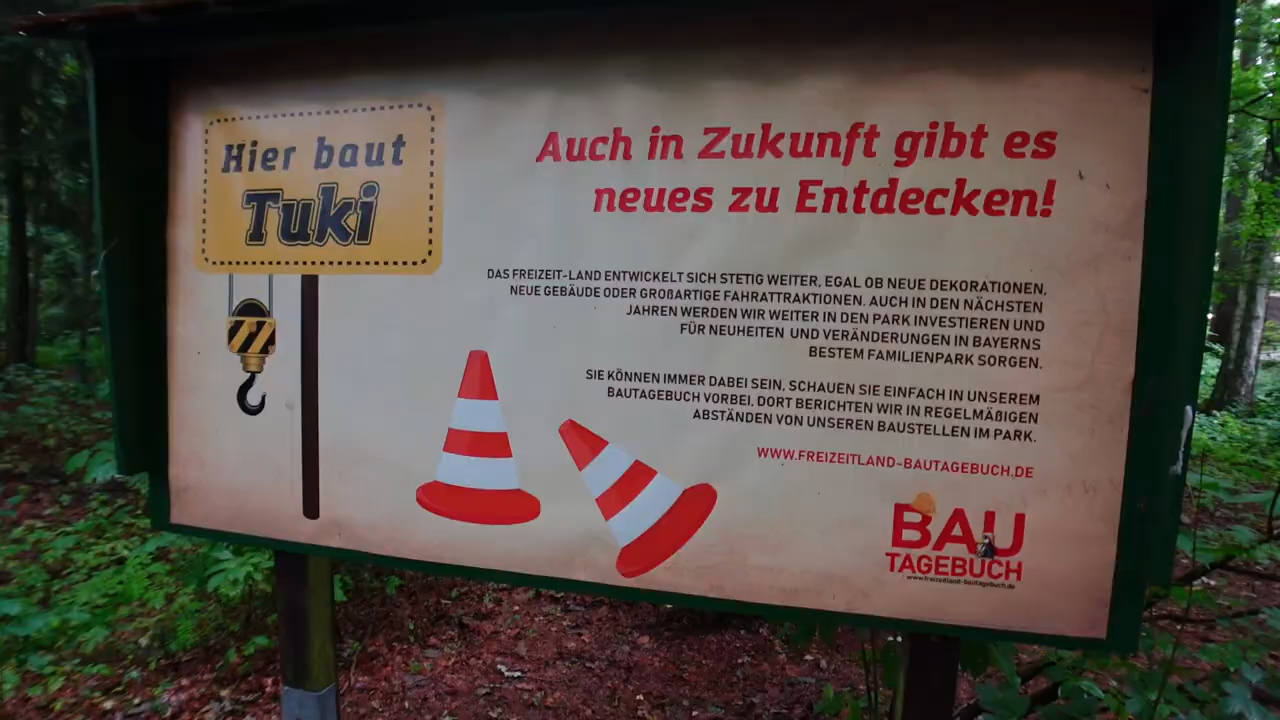 Hier baut
Tuki
Auch in Zukunft gibt es
neues zu Entdecken!
DAS FREIZEIT-LAND ENTWICKELT SICH STETIG WEITER, EGAL OB NEUE DEKORATIONEN,
NEUE GEBÄUDE ODER GROßARTIGE FAHRATTRAKTIONEN. AUCH IN DEN NÄCHSTEN
JAHREN WERDEN WIR WEITER IN DEN PARK INVESTIEREN UND
FÜR NEUHEITEN UND VERÄNDERUNGEN IN BAYERNS
BESTEM FAMILIENPARK SORGEN.
SIE KÖNNEN IMMER DABEI SEIN, SCHAUEN SIE EINFACH IN UNSEREM
BAUTAGEBUCH VORBEI, DORT BERICHTEN WIR IN REGELMÄßIGEN
ABSTÄNDEN VON UNSEREN BAUSTELLEN IM PARK.
WWW.FREIZEITLAND-BAUTAGEBUCH.DE
BAU
TAGEBUCH
www.freizeitland-bautagebuch.de